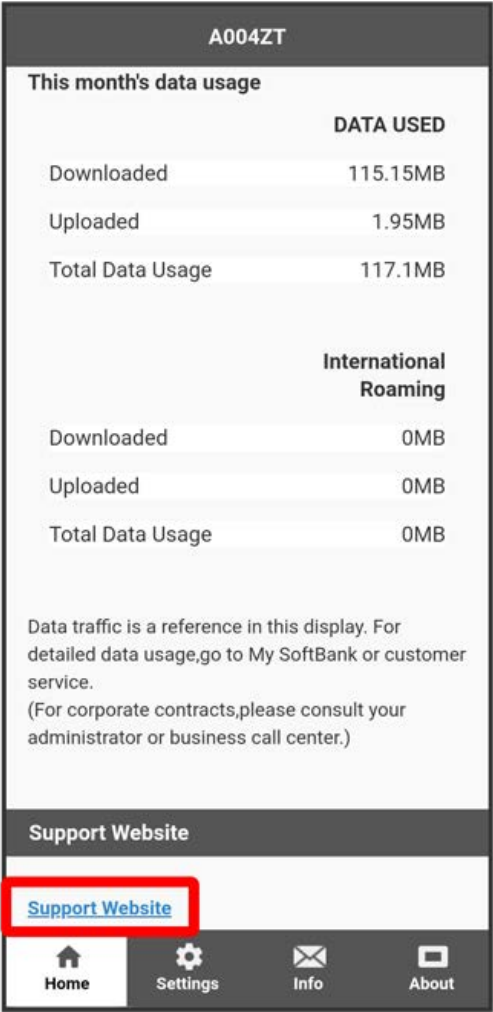 A004ZT
This month's data usage
DATA USED
Downloaded 115.15MB
Uploaded 1.95MB
Total Data Usage 117.1MB
International
Roaming
Downloaded 0MB
Uploaded 0MB
Total Data Usage 0MB
Data traffic is a reference in this display. For
detailed data usage,go to My SoftBank or customer
service.
(For corporate contracts,please consult your
administrator or business call center.)
Support Website
Support Website
Home Settings Info About